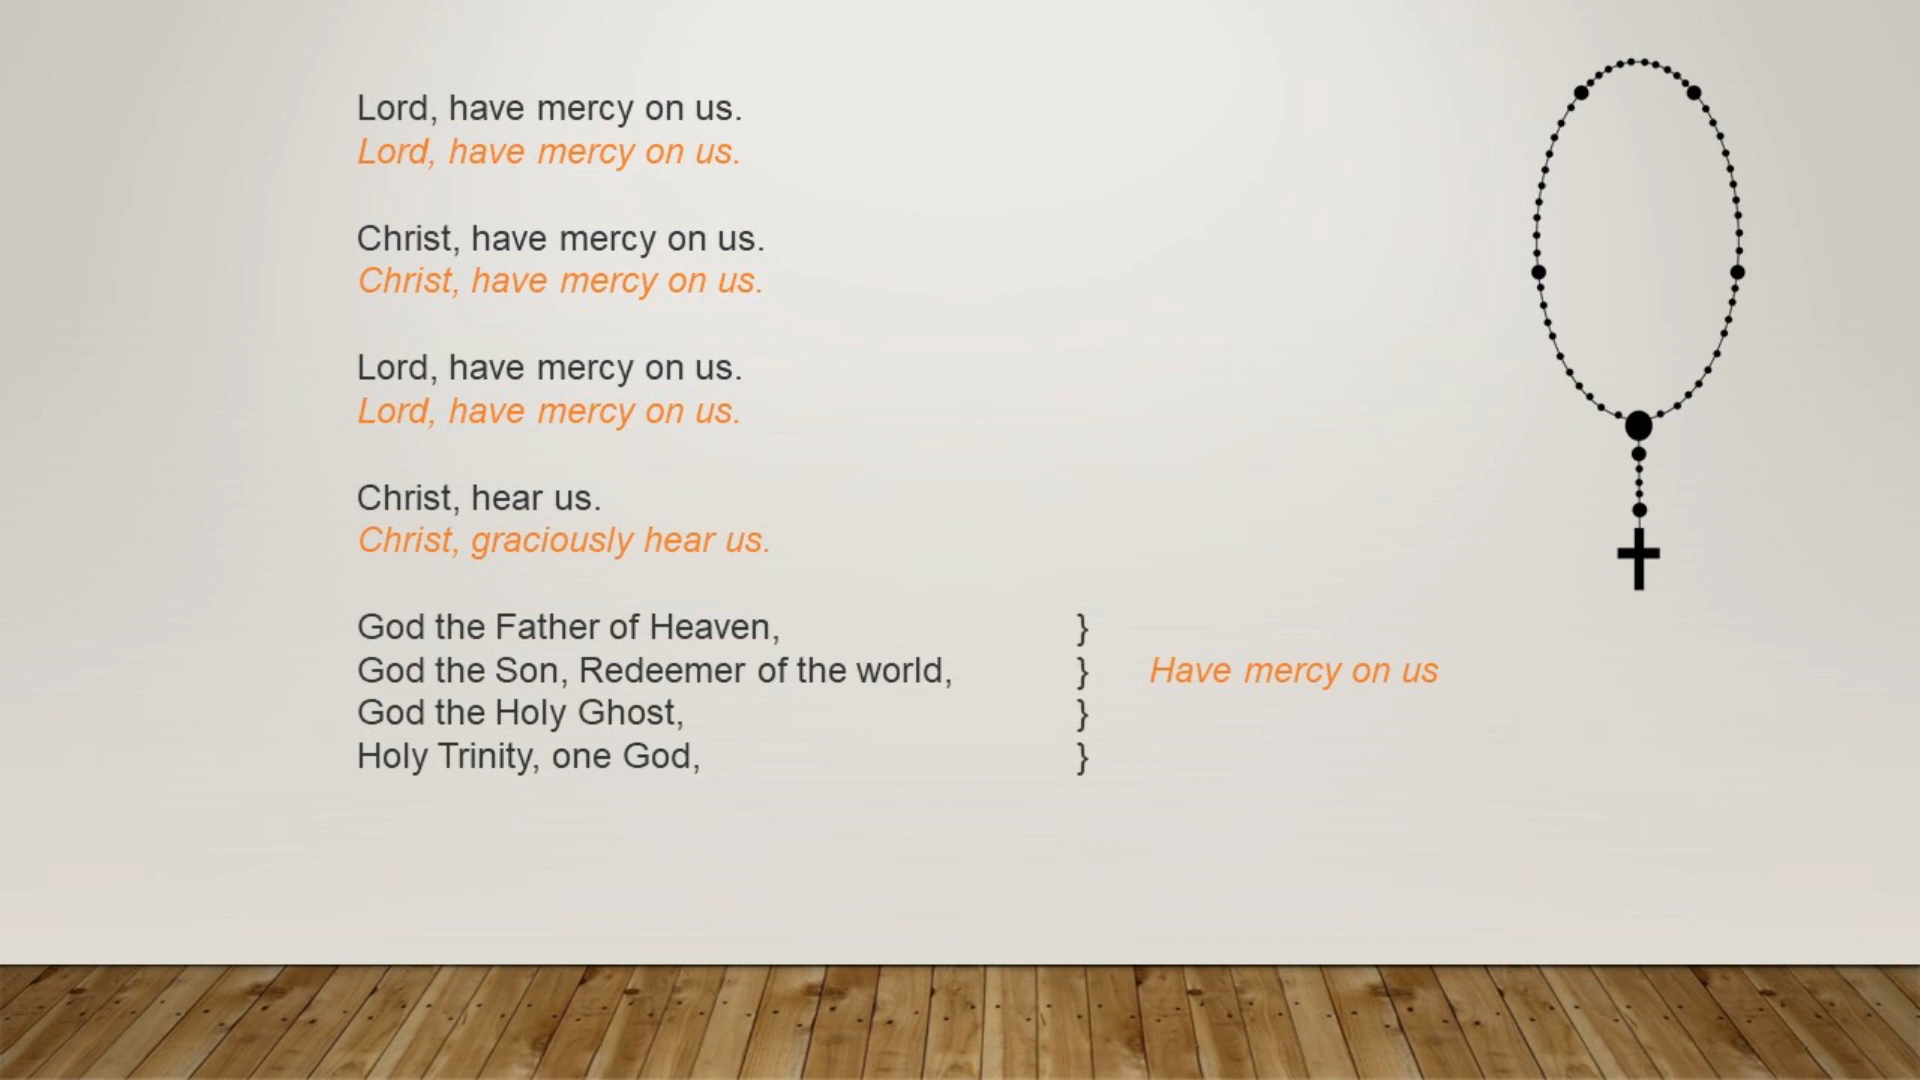 Lord, have mercy on us.
Lord, have mercy on us.
Christ, have mercy on us.
Christ, have mercy on us.
Lord, have mercy on us.
Lord, have mercy on us.
Christ, hear us.
Christ, graciously hear us.
God the Father of Heaven, }
God the Son, Redeemer of the world, } Have mercy on us
God the Holy Ghost, }
Holy Trinity, one God, }